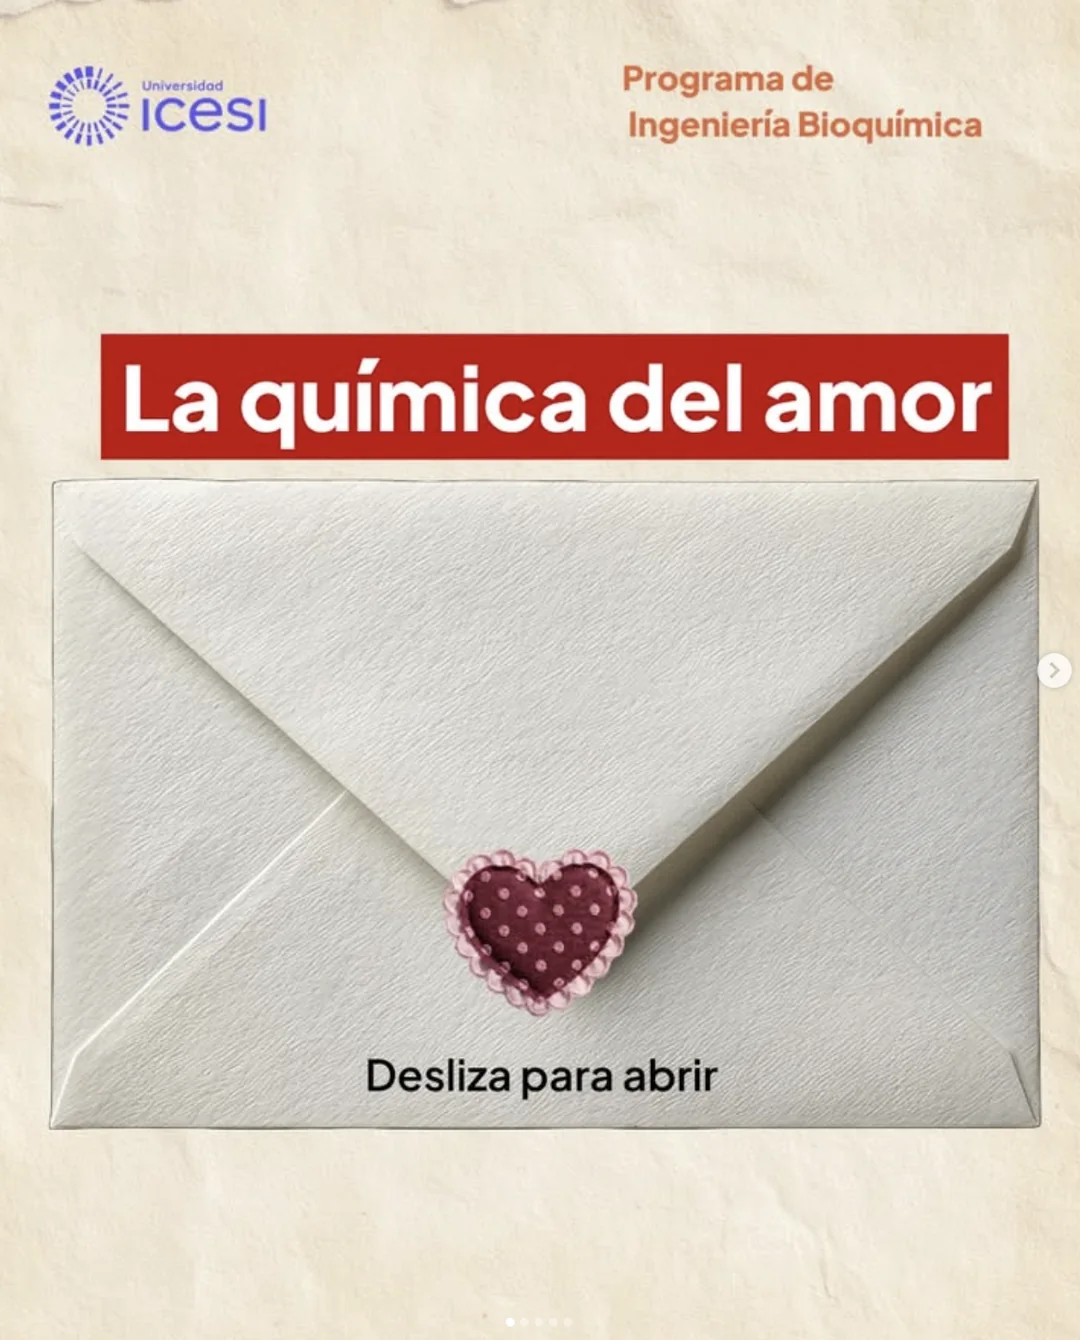 Universidad
ICESI
Programa de
Ingeniería Bioquímica
La química del amor
Desliza para abrir